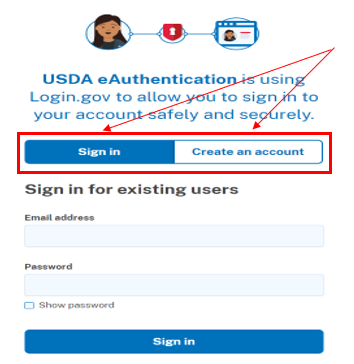 USDA eAuthentication is using
Login.gov to allow you to sign in to
your account safely and securely.
Sign in
Create an account
Sign in for existing users
Email address
Password
Show password
Sign in